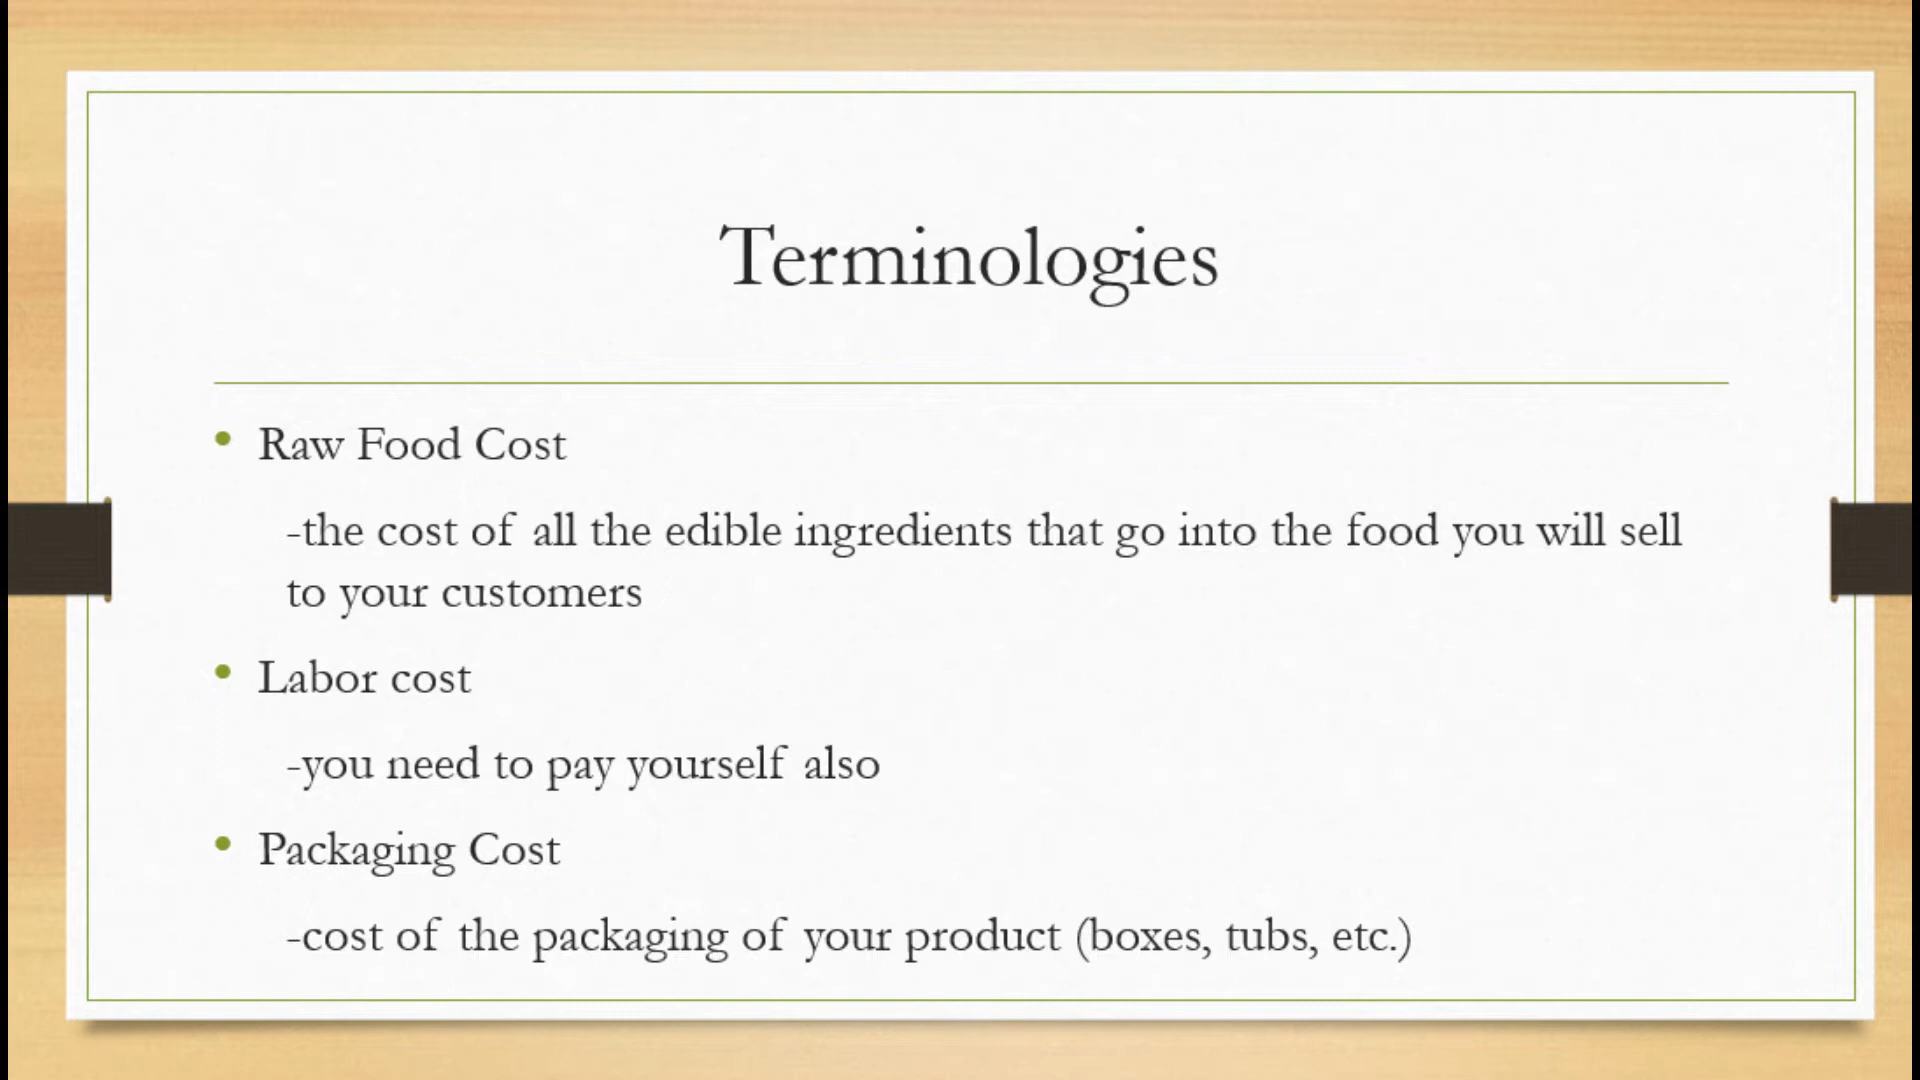 Terminologies
• Raw Food Cost
-the cost of all the edible ingredients that go into the food you will sell
to your customers
• Labor cost
-you need to pay yourself also
• Packaging Cost
-cost of the packaging of your product (boxes, tubs, etc.)